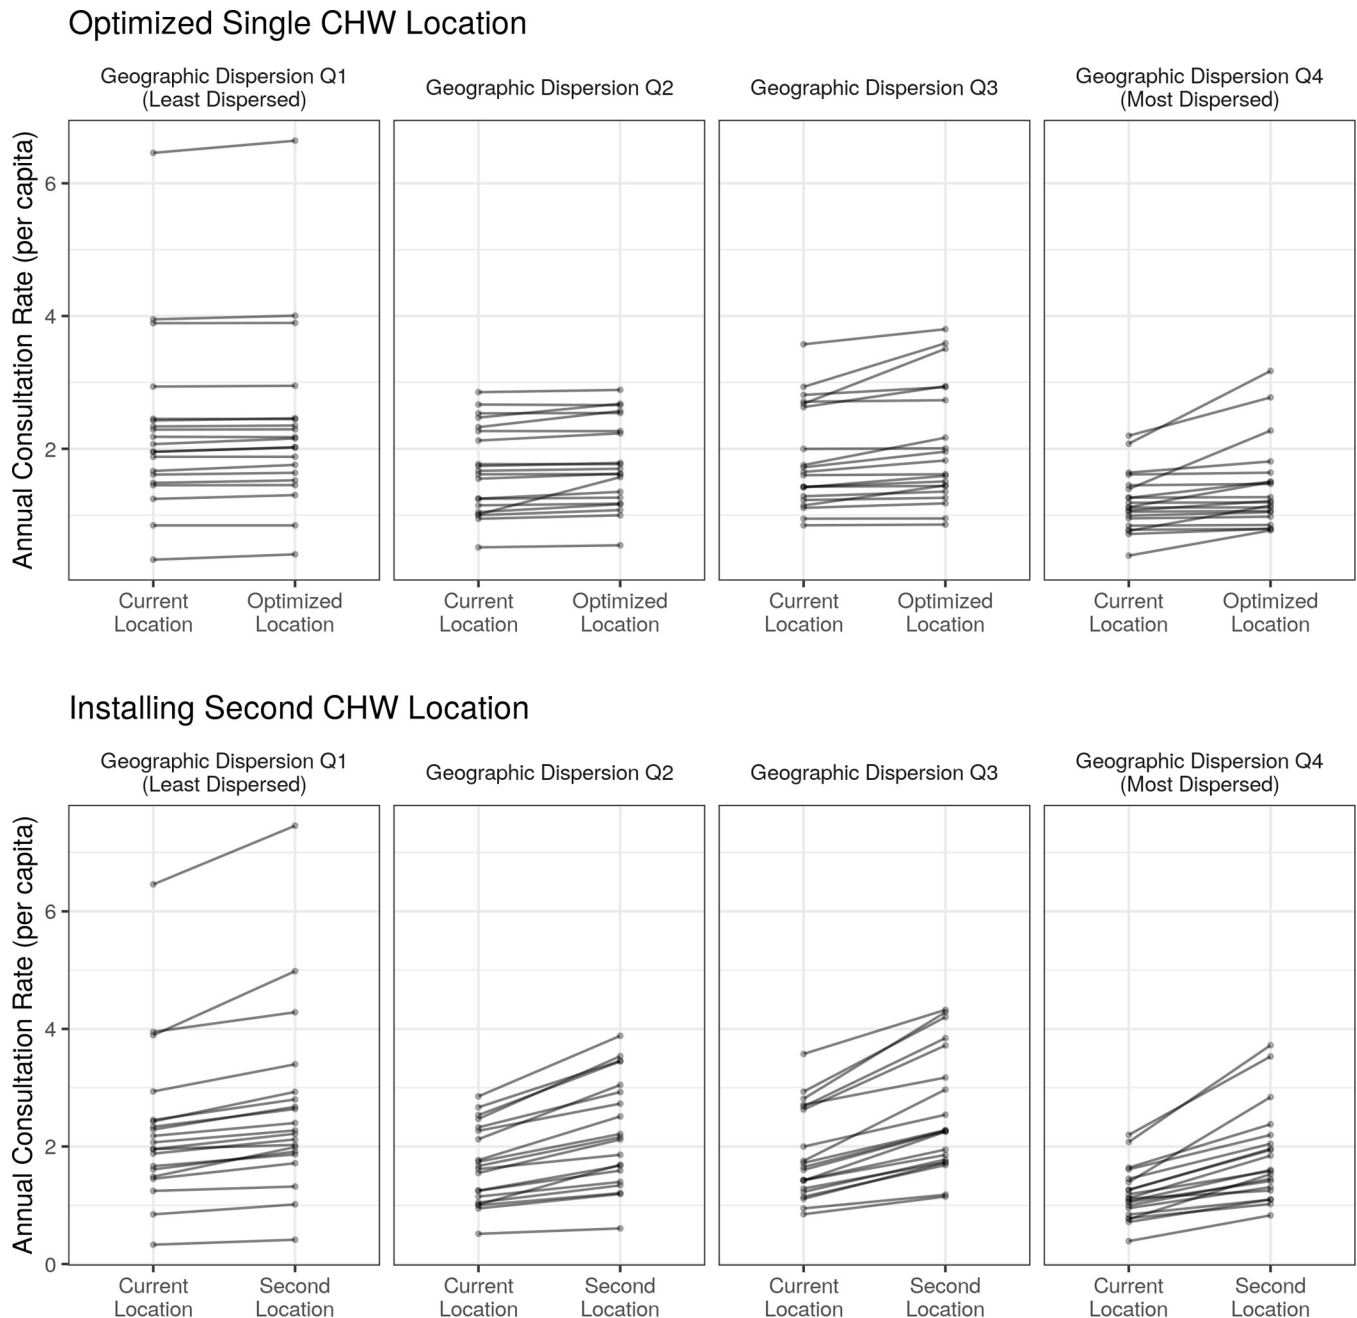 Optimized Single CHW Location
Geographic Dispersion Q1
(Least Dispersed)
Geographic Dispersion Q2
Geographic Dispersion Q3
Geographic Dispersion Q4
(Most Dispersed)
Annual Consultation Rate (per capita)
6
4
2
Current
Location
Optimized
Location
Current
Location
Optimized
Location
Current
Location
Optimized
Location
Current
Location
Optimized
Location
Installing Second CHW Location
Geographic Dispersion Q1
(Least Dispersed)
Geographic Dispersion Q2
Geographic Dispersion Q3
Geographic Dispersion Q4
(Most Dispersed)
Annual Consultation Rate (per capita)
6
4
2
0
Current
Location
Second
Location
Current
Location
Second
Location
Current
Location
Second
Location
Current
Location
Second
Location